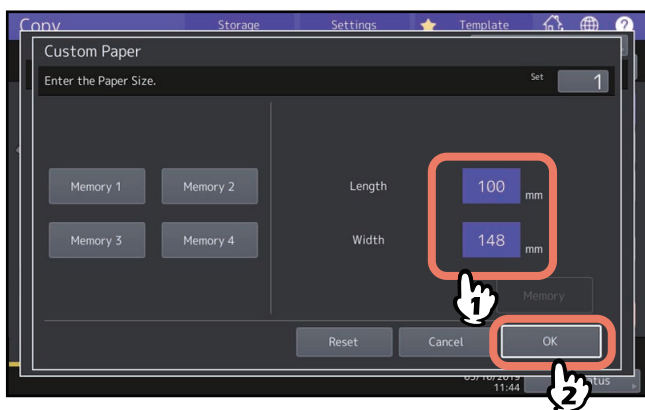 Copy Storage Settings Template ?
Custom Paper
Enter the Paper Size. Set 1
Memory 1 Memory 2 Length 100 mm
Memory 3 Memory 4 Width 148 mm
1
Memory
Reset Cancel OK
11:44
2